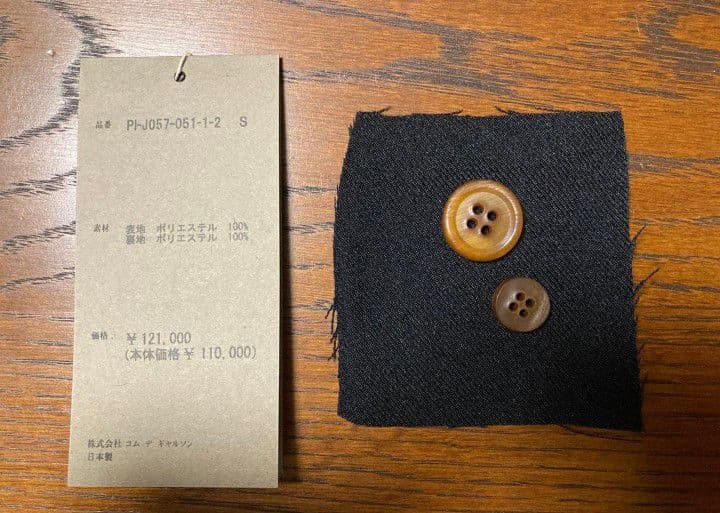 品番 PI-J057-051-1-2 S
素材 表地 ポリエステル 100%
裏地 ポリエステル 100%
価格: ¥121,000
(本体価格¥110,000)
株式会社 コム デ ギャルソン
日本製